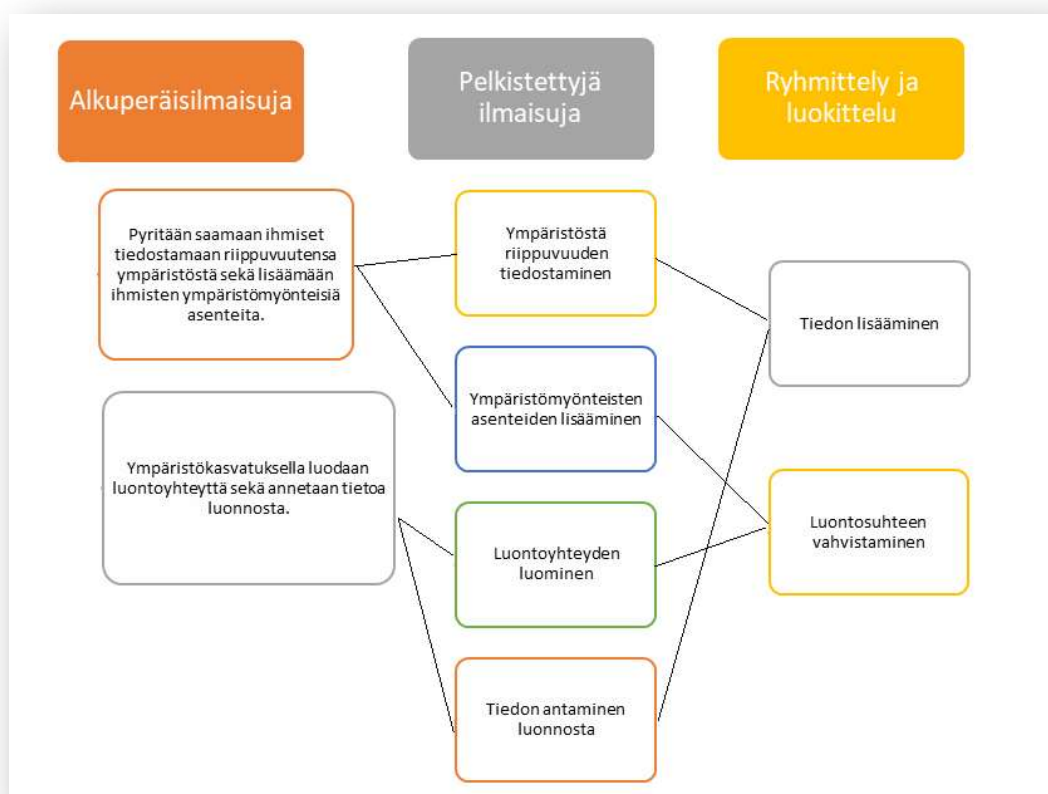 Alkuperäisilmaisuja
Pelkistettyjä
ilmaisuja
Ryhmittely ja
luokittelu
Pyritään saamaan ihmiset
tiedostamaan riippuvuutensa
ympäristöstä sekä lisäämään
ihmisten ympäristömyönteisiä
asenteita.
Ympäristökasvatuksella luodaan
luontoyhteyttä sekä annetaan tietoa
luonnosta.
Ympäristöstä
riippuvuuden
tiedostaminen
Ympäristömyönteisten
asenteiden lisääminen
Luontoyhteyden
luominen
Tiedon antaminen
luonnosta
Tiedon lisääminen
Luontosuhteen
vahvistaminen